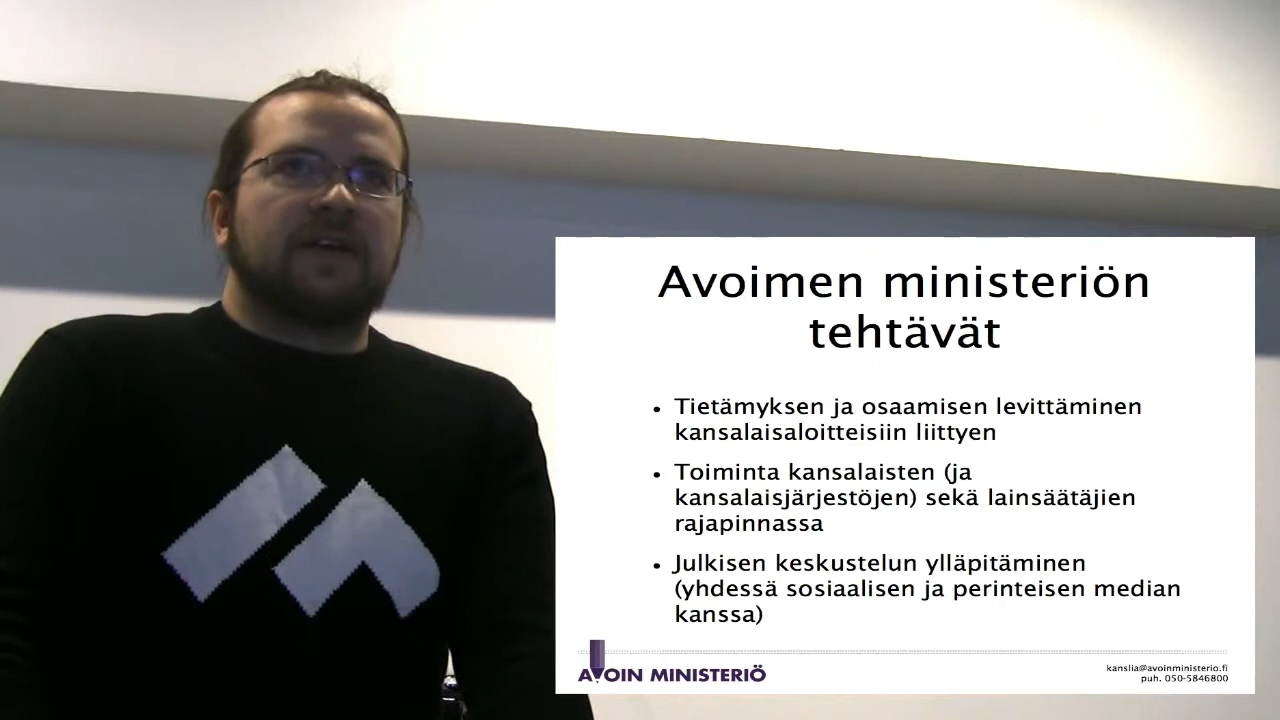 Avoimen ministeriön
tehtävät
• Tietämyksen ja osaamisen levittäminen
kansalaisaloitteisiin liittyen
• Toiminta kansalaisten (ja
kansalaisjärjestöjen) sekä lainsäätäjien
rajapinnassa
• Julkisen keskustelun ylläpitäminen
(yhdessä sosiaalisen ja perinteisen median
kanssa)
AVOIN MINISTERIÖ
kanslia@avoinministerio.fi
puh. 050-5846800